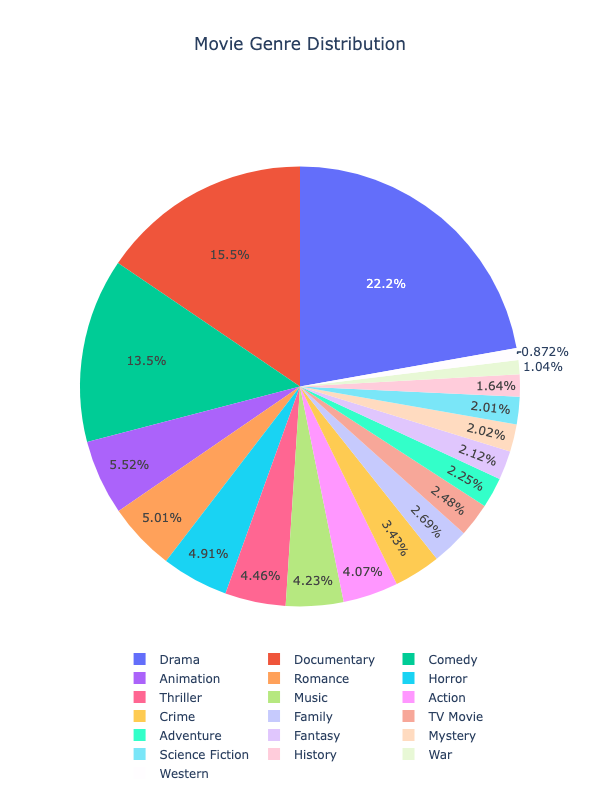 Movie Genre Distribution
22.2%
15.5%
13.5%
5.52%
5.01%
4.91%
4.46%
4.23%
4.07%
3.43%
2.69%
2.48%
2.25%
2.12%
2.02%
2.01%
1.64%
1.04%
0.872%
Drama Documentary Comedy
Animation Romance Horror
Thriller Music Action
Crime Family TV Movie
Adventure Fantasy Mystery
Science Fiction History War
Western